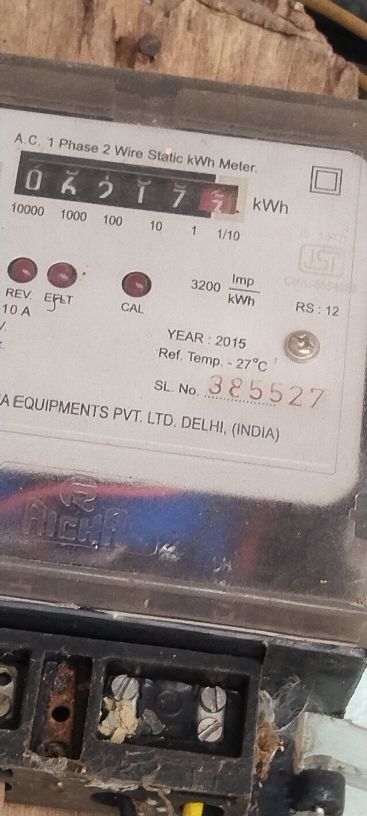 A.C. 1 Phase 2 Wire Static kWh Meter.
0 6 2 1 7 kWh
10000 1000 100 10 1 1/10
3200 Imp/kWh
REV. EFLT CAL
RS : 12
10 A
YEAR : 2015
Ref. Temp. - 27°C
SL. No. 385527
A EQUIPMENTS PVT. LTD. DELHI, (INDIA)
RICHA